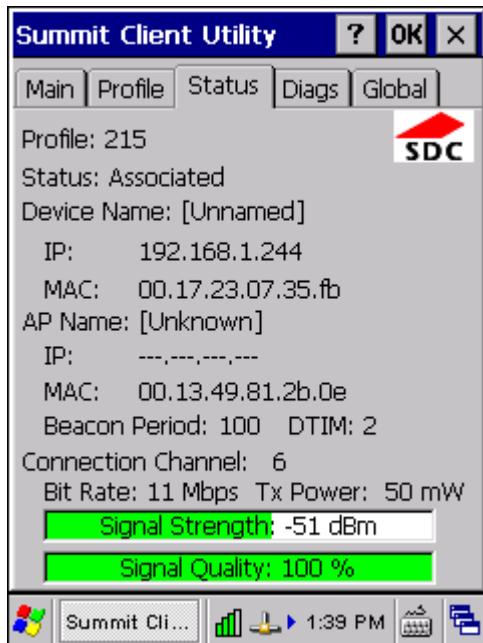 Summit Client Utility ? OK ×
Main Profile Status Diags Global
Profile: 215
SDC
Status: Associated
Device Name: [Unnamed]
IP: 192.168.1.244
MAC: 00.17.23.07.35.fb
AP Name: [Unknown]
IP: ---.---.---.---
MAC: 00.13.49.81.2b.0e
Beacon Period: 100 DTIM: 2
Connection Channel: 6
Bit Rate: 11 Mbps Tx Power: 50 mW
Signal Strength: -51 dBm
Signal Quality: 100 %
Summit Cli... 1:39 PM